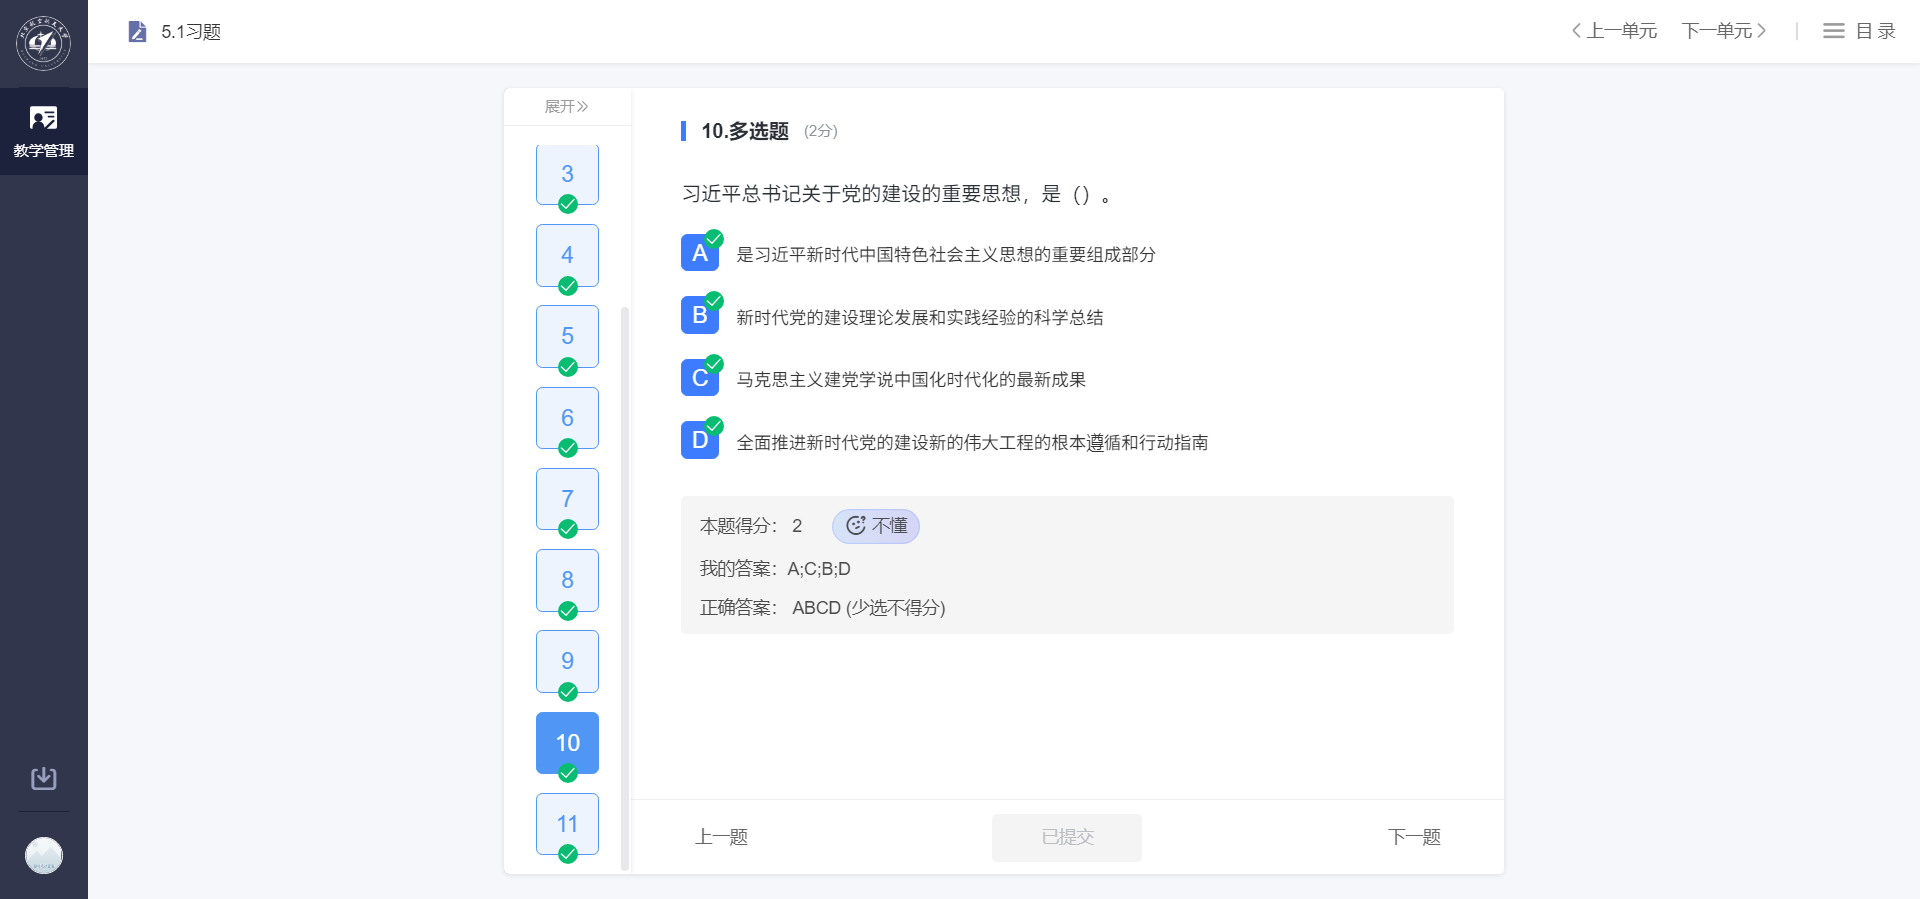 5.1习题
上一单元 下一单元 目录
教学管理
展开
3
4
5
6
7
8
9
10
11
10.多选题 (2分)
习近平总书记关于党的建设的重要思想，是（）。
A 是习近平新时代中国特色社会主义思想的重要组成部分
B 新时代党的建设理论发展和实践经验的科学总结
C 马克思主义建党学说中国化时代化的最新成果
D 全面推进新时代党的建设新的伟大工程的根本遵循和行动指南
本题得分： 2 不懂
我的答案：A;C;B;D
正确答案： ABCD (少选不得分)
上一题 已提交 下一题